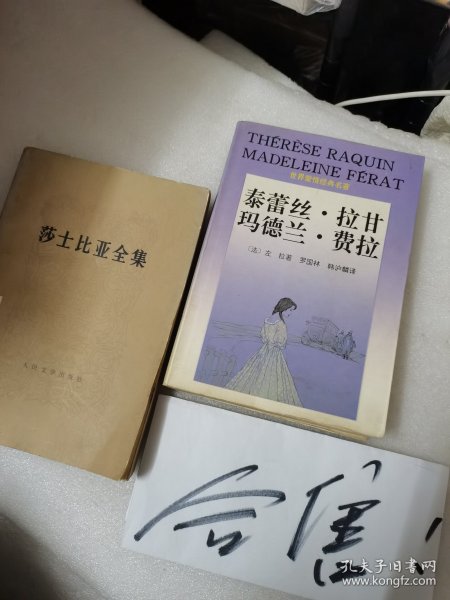 莎士比亚全集
人民文学出版社
THÉRÈSE RAQUIN
MADELEINE FÉRAT
世界爱情经典名著
泰蕾丝·拉甘
玛德兰·费拉
〔法〕左 拉著 罗国林 韩沪麟译
合售!
孔夫子旧书网
www.kongfz.com